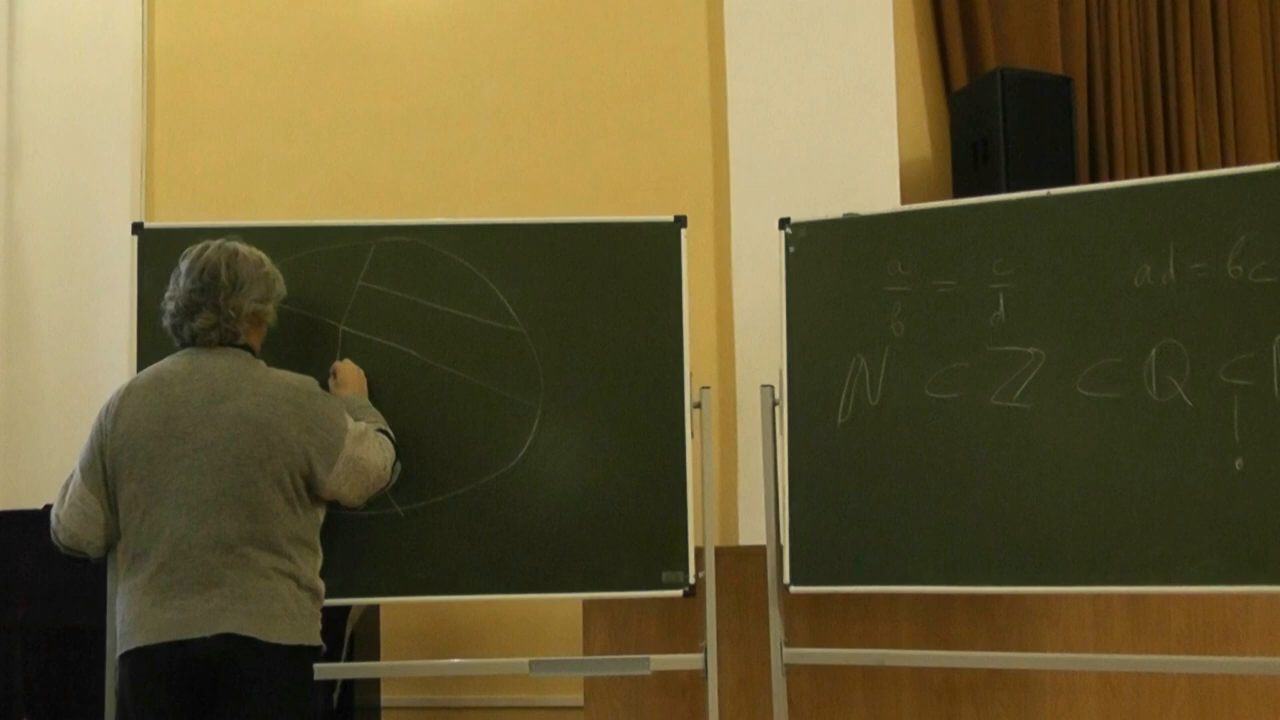 a/b = c/d ad = bc
N ⊂ Z ⊂ Q ⊂